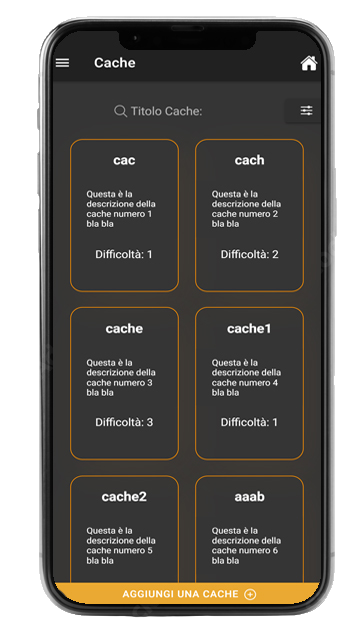 Cache
Titolo Cache:
cac
Questa è la
descrizione della
cache numero 1
bla bla
Difficoltà: 1
cach
Questa è la
descrizione della
cache numero 2
bla bla
Difficoltà: 2
cache
Questa è la
descrizione della
cache numero 3
bla bla
Difficoltà: 3
cache1
Questa è la
descrizione della
cache numero 4
bla bla
Difficoltà: 1
cache2
Questa è la
descrizione della
cache numero 5
bla bla
aaab
Questa è la
descrizione della
cache numero 6
bla bla
AGGIUNGI UNA CACHE